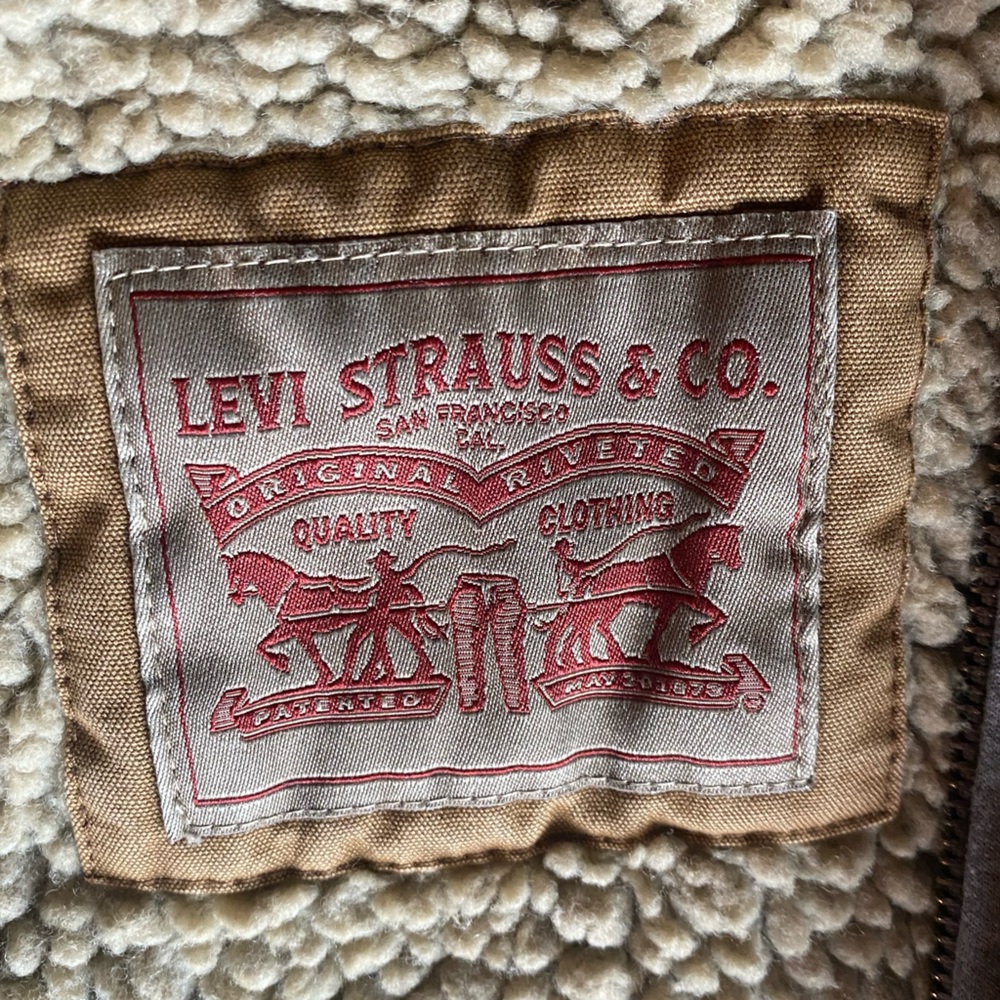 LEVI STRAUSS & CO.
SAN FRANCISCO
CAL.
ORIGINAL RIVETED
QUALITY CLOTHING
PATENTED MAY 20 1873